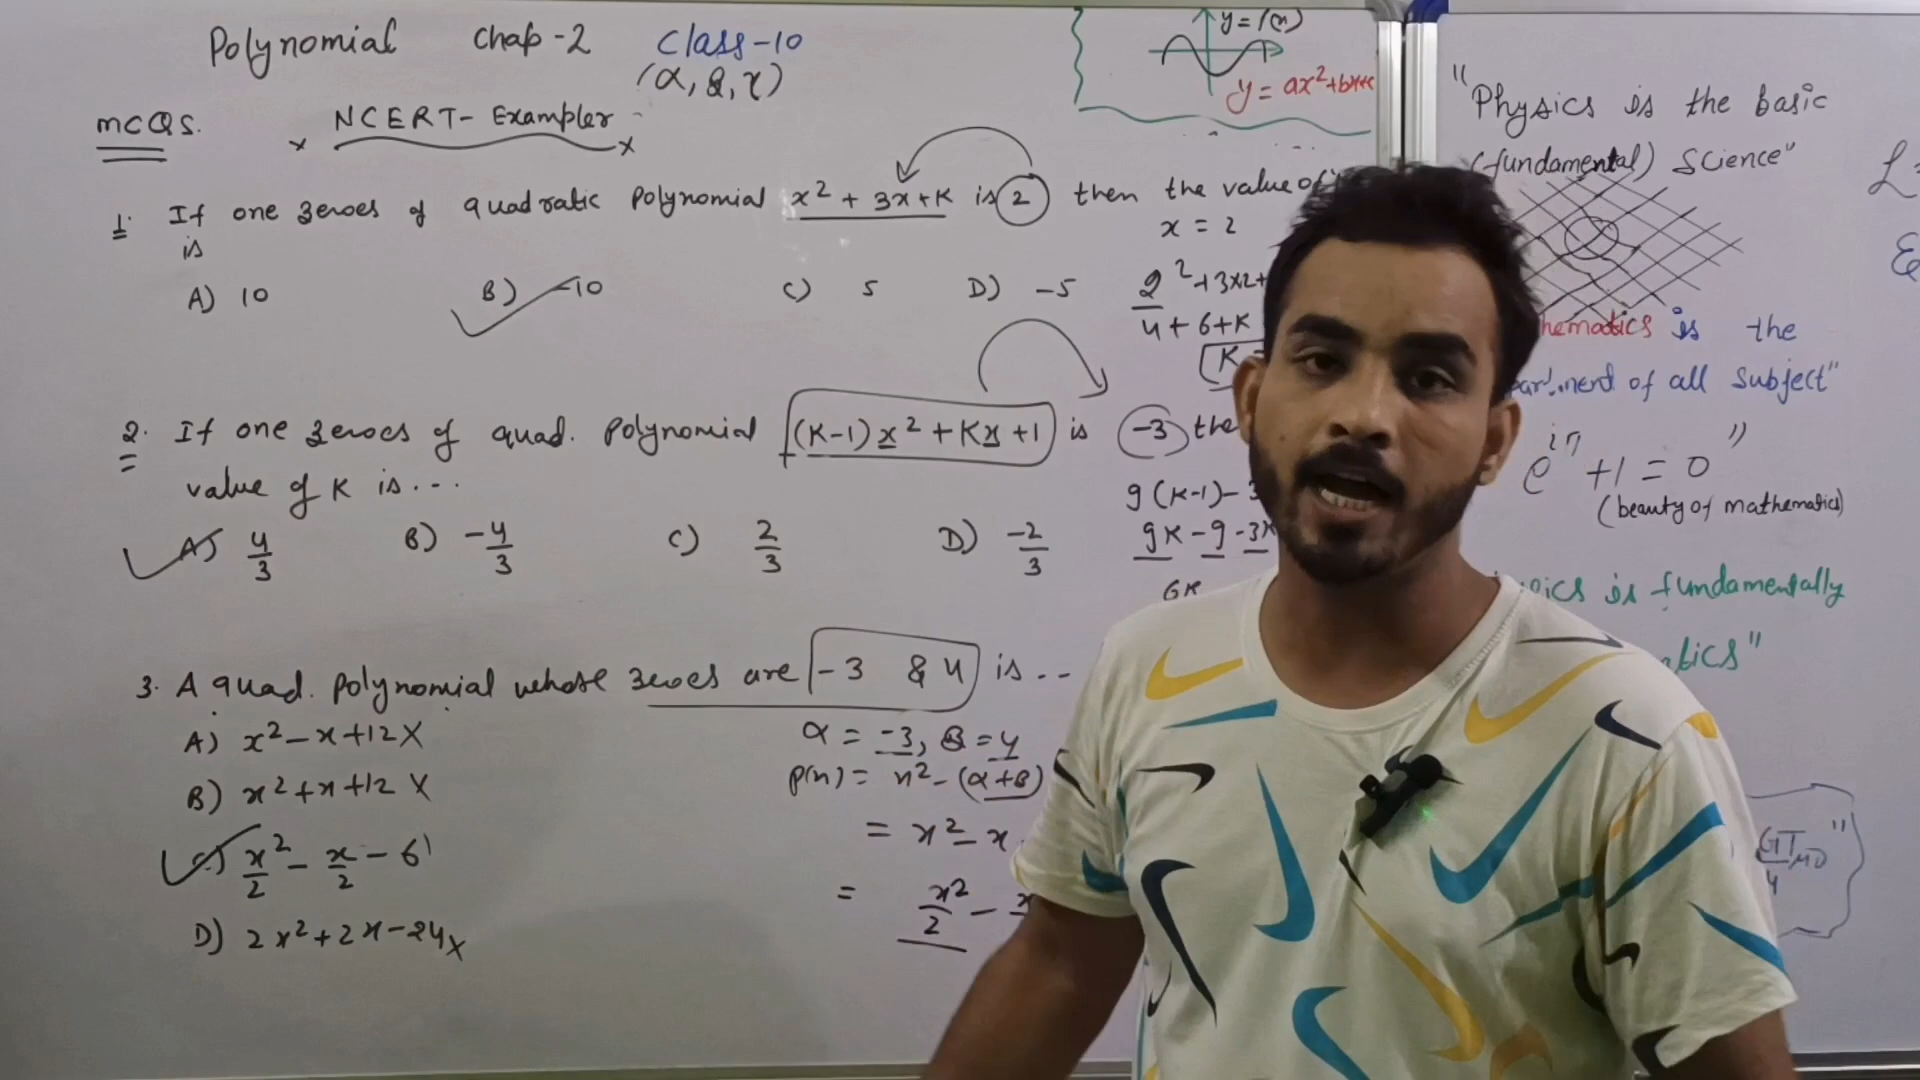 Polynomial Chap-2 Class-10
(α, β, γ)
MCQS. NCERT- Exampler
y = f(x)
y = ax²+bx+c
1. If one zeroes of quadratic polynomial x² + 3x+K is 2 then the value of
is
A) 10 B) -10 C) 5 D) -5
x = 2
2² + 3x2+
4 + 6 + K
K
2. If one zeroes of quad. Polynomial (K-1)x² + Kx +1 is -3 the
value of K is...
A) 4/3 B) -4/3 C) 2/3 D) -2/3
9(K-1)-3
9K - 9 -3K
6K
3. A quad. Polynomial whose zeroes are -3 & 4 is ..
A) x² - x + 12 X
B) x² + x + 12 X
C) x²/2 - x/2 - 6
D) 2x² + 2x - 24 X
α = -3, β = 4
P(x) = x² - (α+β)
= x² - x
= x²/2 - x
"Physics is the basic
(fundamental) Science"
hematics is the
of all Subject"
e^iπ + 1 = 0"
(beauty of mathematics)
is fundamentally
atics"
GT